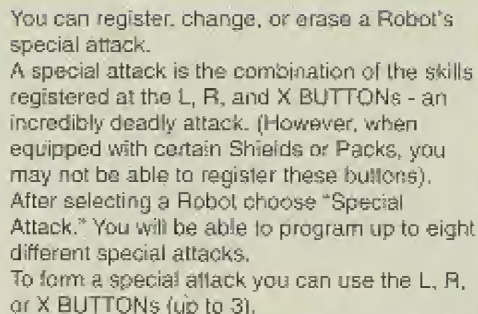 You can register, change, or erase a Robot's
special attack.
A special attack is the combination of the skills
registered at the L, R, and X BUTTONs - an
incredibly deadly attack. (However, when
equipped with certain Shields or Packs, you
may not be able to register these buttons).
After selecting a Robot choose "Special
Attack." You will be able to program up to eight
different special attacks.
To form a special attack you can use the L, R,
or X BUTTONs (up to 3).